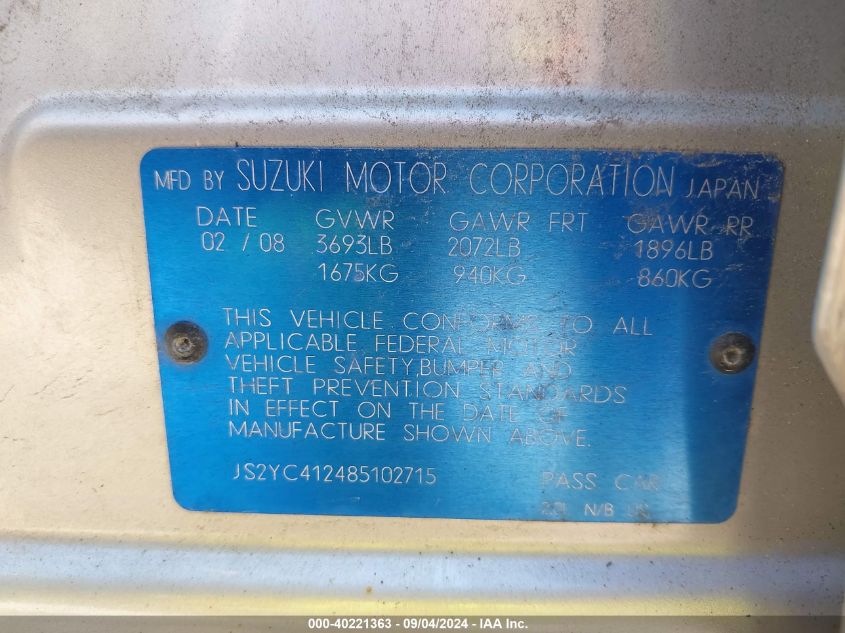 MFD BY SUZUKI MOTOR CORPORATION JAPAN
DATE GVWR GAWR FRT GAWR RR
02 / 08 3693LB 2072LB 1896LB
1675KG 940KG 860KG
THIS VEHICLE CONFORMS TO ALL
APPLICABLE FEDERAL MOTOR
VEHICLE SAFETY,BUMPER AND
THEFT PREVENTION STANDARDS
IN EFFECT ON THE DATE OF
MANUFACTURE SHOWN ABOVE.
JS2YC412485102715 PASS CAR
N/B
000-40221363 - 09/04/2024 - IAA Inc.